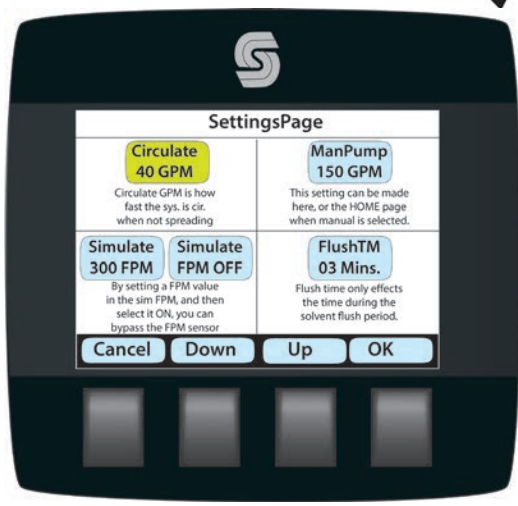 SettingsPage
Circulate
40 GPM
Circulate GPM is how
fast the sys. is cir.
when not spreading
ManPump
150 GPM
This setting can be made
here, or the HOME page
when manual is selected.
Simulate
300 FPM
Simulate
FPM OFF
By setting a FPM value
in the sim FPM, and then
select it ON, you can
bypass the FPM sensor
FlushTM
03 Mins.
Flush time only effects
the time during the
solvent flush period.
Cancel Down Up OK